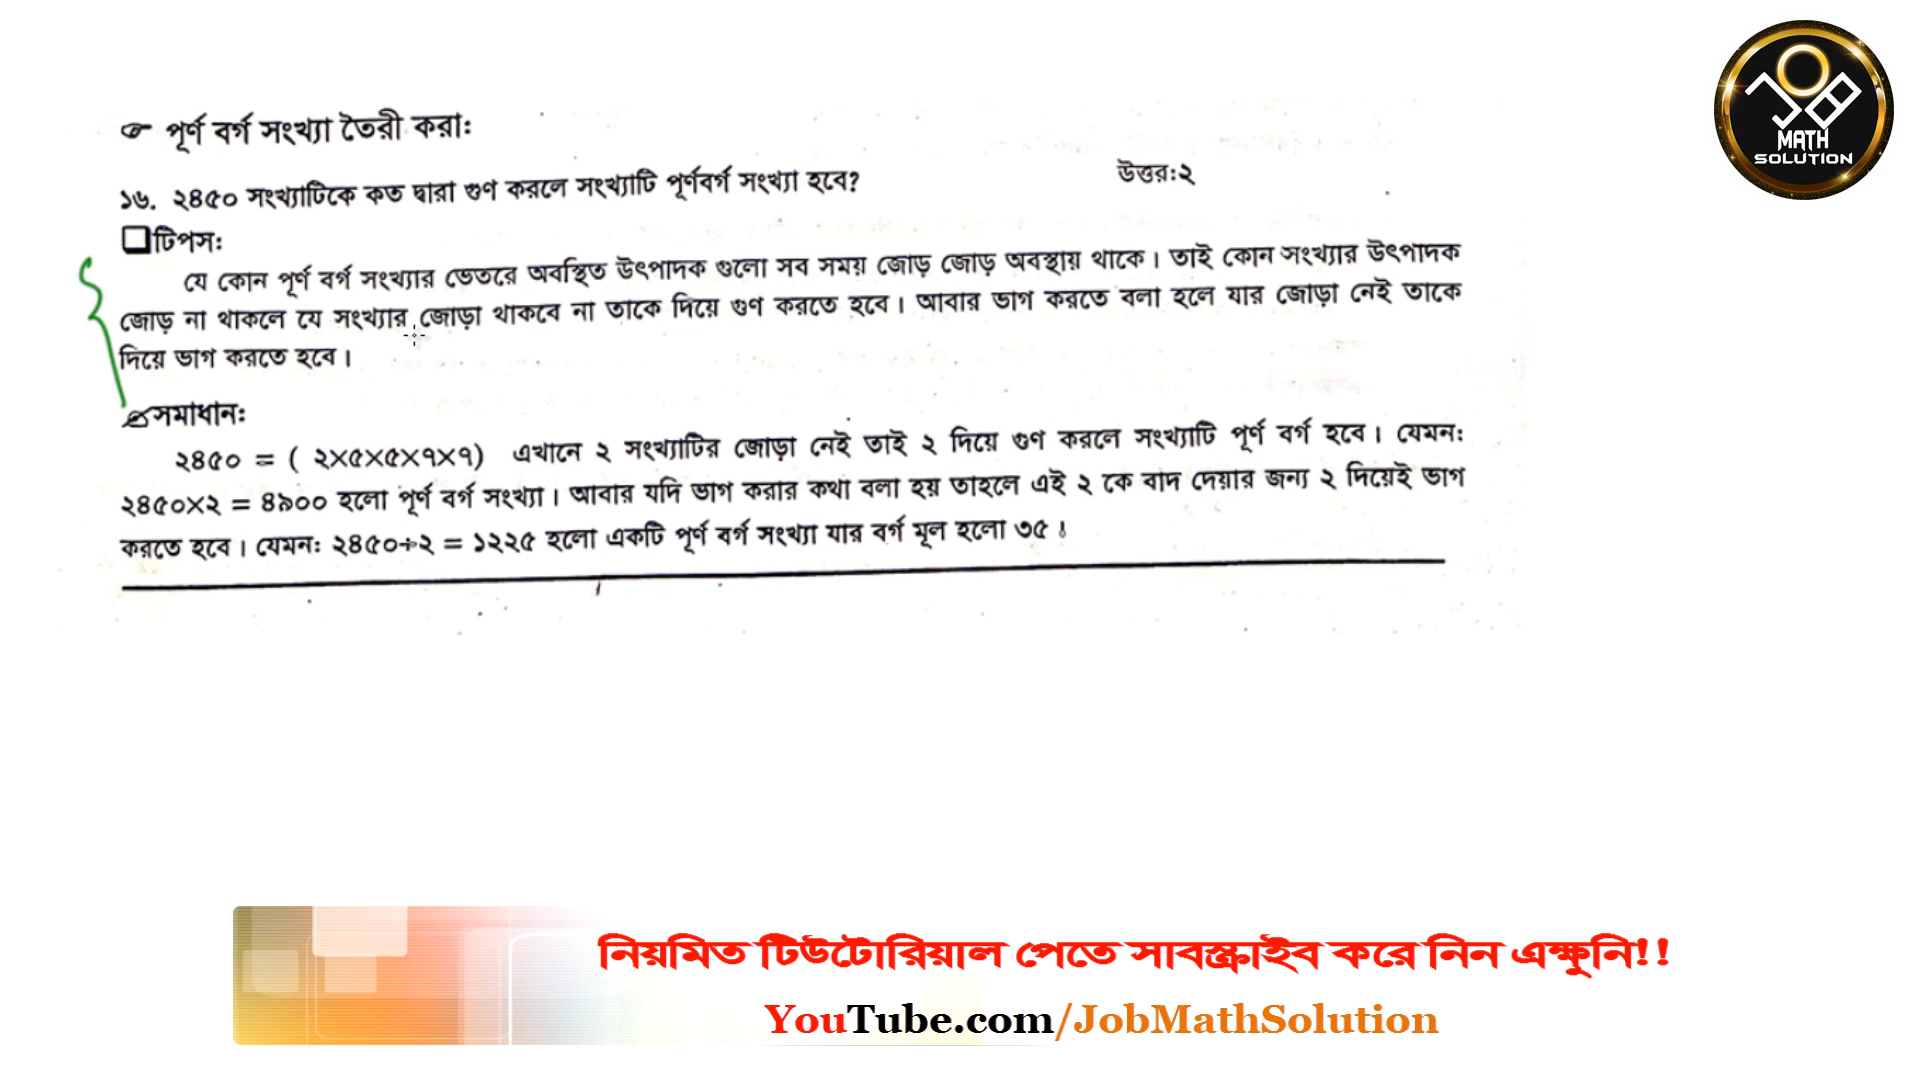 পূর্ণ বর্গ সংখ্যা তৈরী করা:
১৬. ২৪৫০ সংখ্যাটিকে কত দ্বারা গুণ করলে সংখ্যাটি পূর্ণবর্গ সংখ্যা হবে? উত্তর:২
টিপস:
যে কোন পূর্ণ বর্গ সংখ্যার ভেতরে অবস্থিত উৎপাদক গুলো সব সময় জোড় জোড় অবস্থায় থাকে। তাই কোন সংখ্যার উৎপাদক
জোড় না থাকলে যে সংখ্যার জোড়া থাকবে না তাকে দিয়ে গুণ করতে হবে। আবার ভাগ করতে বলা হলে যার জোড়া নেই তাকে
দিয়ে ভাগ করতে হবে।
সমাধান:
২৪৫০ = ( ২×৫×৫×৭×৭) এখানে ২ সংখ্যাটির জোড়া নেই তাই ২ দিয়ে গুণ করলে সংখ্যাটি পূর্ণ বর্গ হবে। যেমন:
২৪৫০×২ = ৪৯০০ হলো পূর্ণ বর্গ সংখ্যা। আবার যদি ভাগ করার কথা বলা হয় তাহলে এই ২ কে বাদ দেয়ার জন্য ২ দিয়েই ভাগ
করতে হবে। যেমন: ২৪৫০÷২ = ১২২৫ হলো একটি পূর্ণ বর্গ সংখ্যা যার বর্গ মূল হলো ৩৫।
JOB
MATH
SOLUTION
নিয়মিত টিউটোরিয়াল পেতে সাবস্ক্রাইব করে নিন এক্ষুনি!!
YouTube.com/JobMathSolution